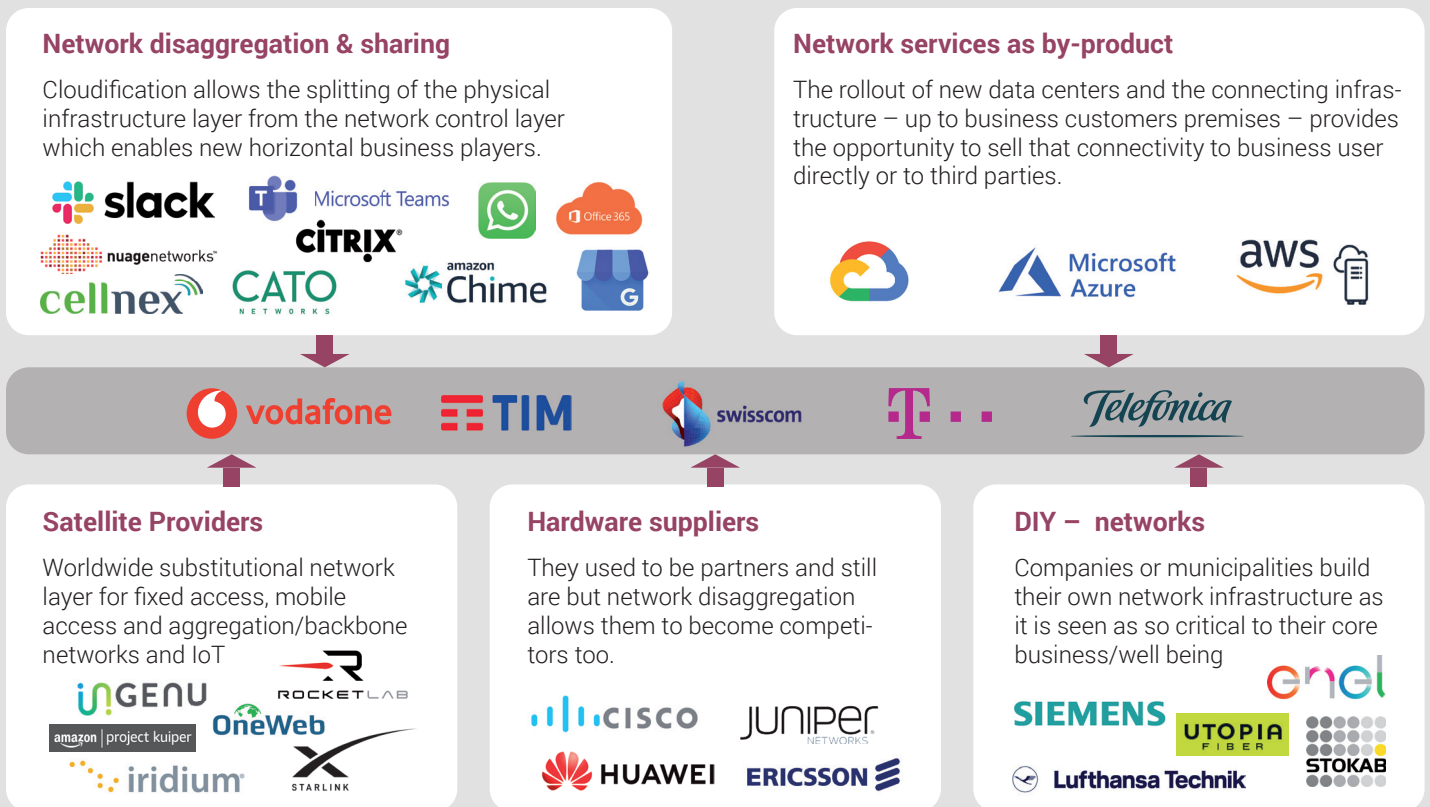 Network disaggregation & sharing
Cloudification allows the splitting of the physical
infrastructure layer from the network control layer
which enables new horizontal business players.
slack
T
Microsoft Teams
Office 365
nuagenetworks™
CİTRIX®
cellnex
CATO
NETWORKS
amazon
Chime
G
Network services as by-product
The rollout of new data centers and the connecting infras-
tructure – up to business customers premises – provides
the opportunity to sell that connectivity to business user
directly or to third parties.
Microsoft
Azure
aws
vodafone
TIM
swisscom
T
Telefónica
Satellite Providers
Worldwide substitutional network
layer for fixed access, mobile
access and aggregation/backbone
networks and IoT
R
ROCKETLAB
inGENU
OneWeb
amazon | project kuiper
iridium
STARLINK
Hardware suppliers
They used to be partners and still
are but network disaggregation
allows them to become competi-
tors too.
CISCO
JUNIPER
NETWORKS
HUAWEI
ERICSSON
DIY – networks
Companies or municipalities build
their own network infrastructure as
it is seen as so critical to their core
business/well being
enel
SIEMENS
UTOPIA
FIBER
STOKAB
Lufthansa Technik